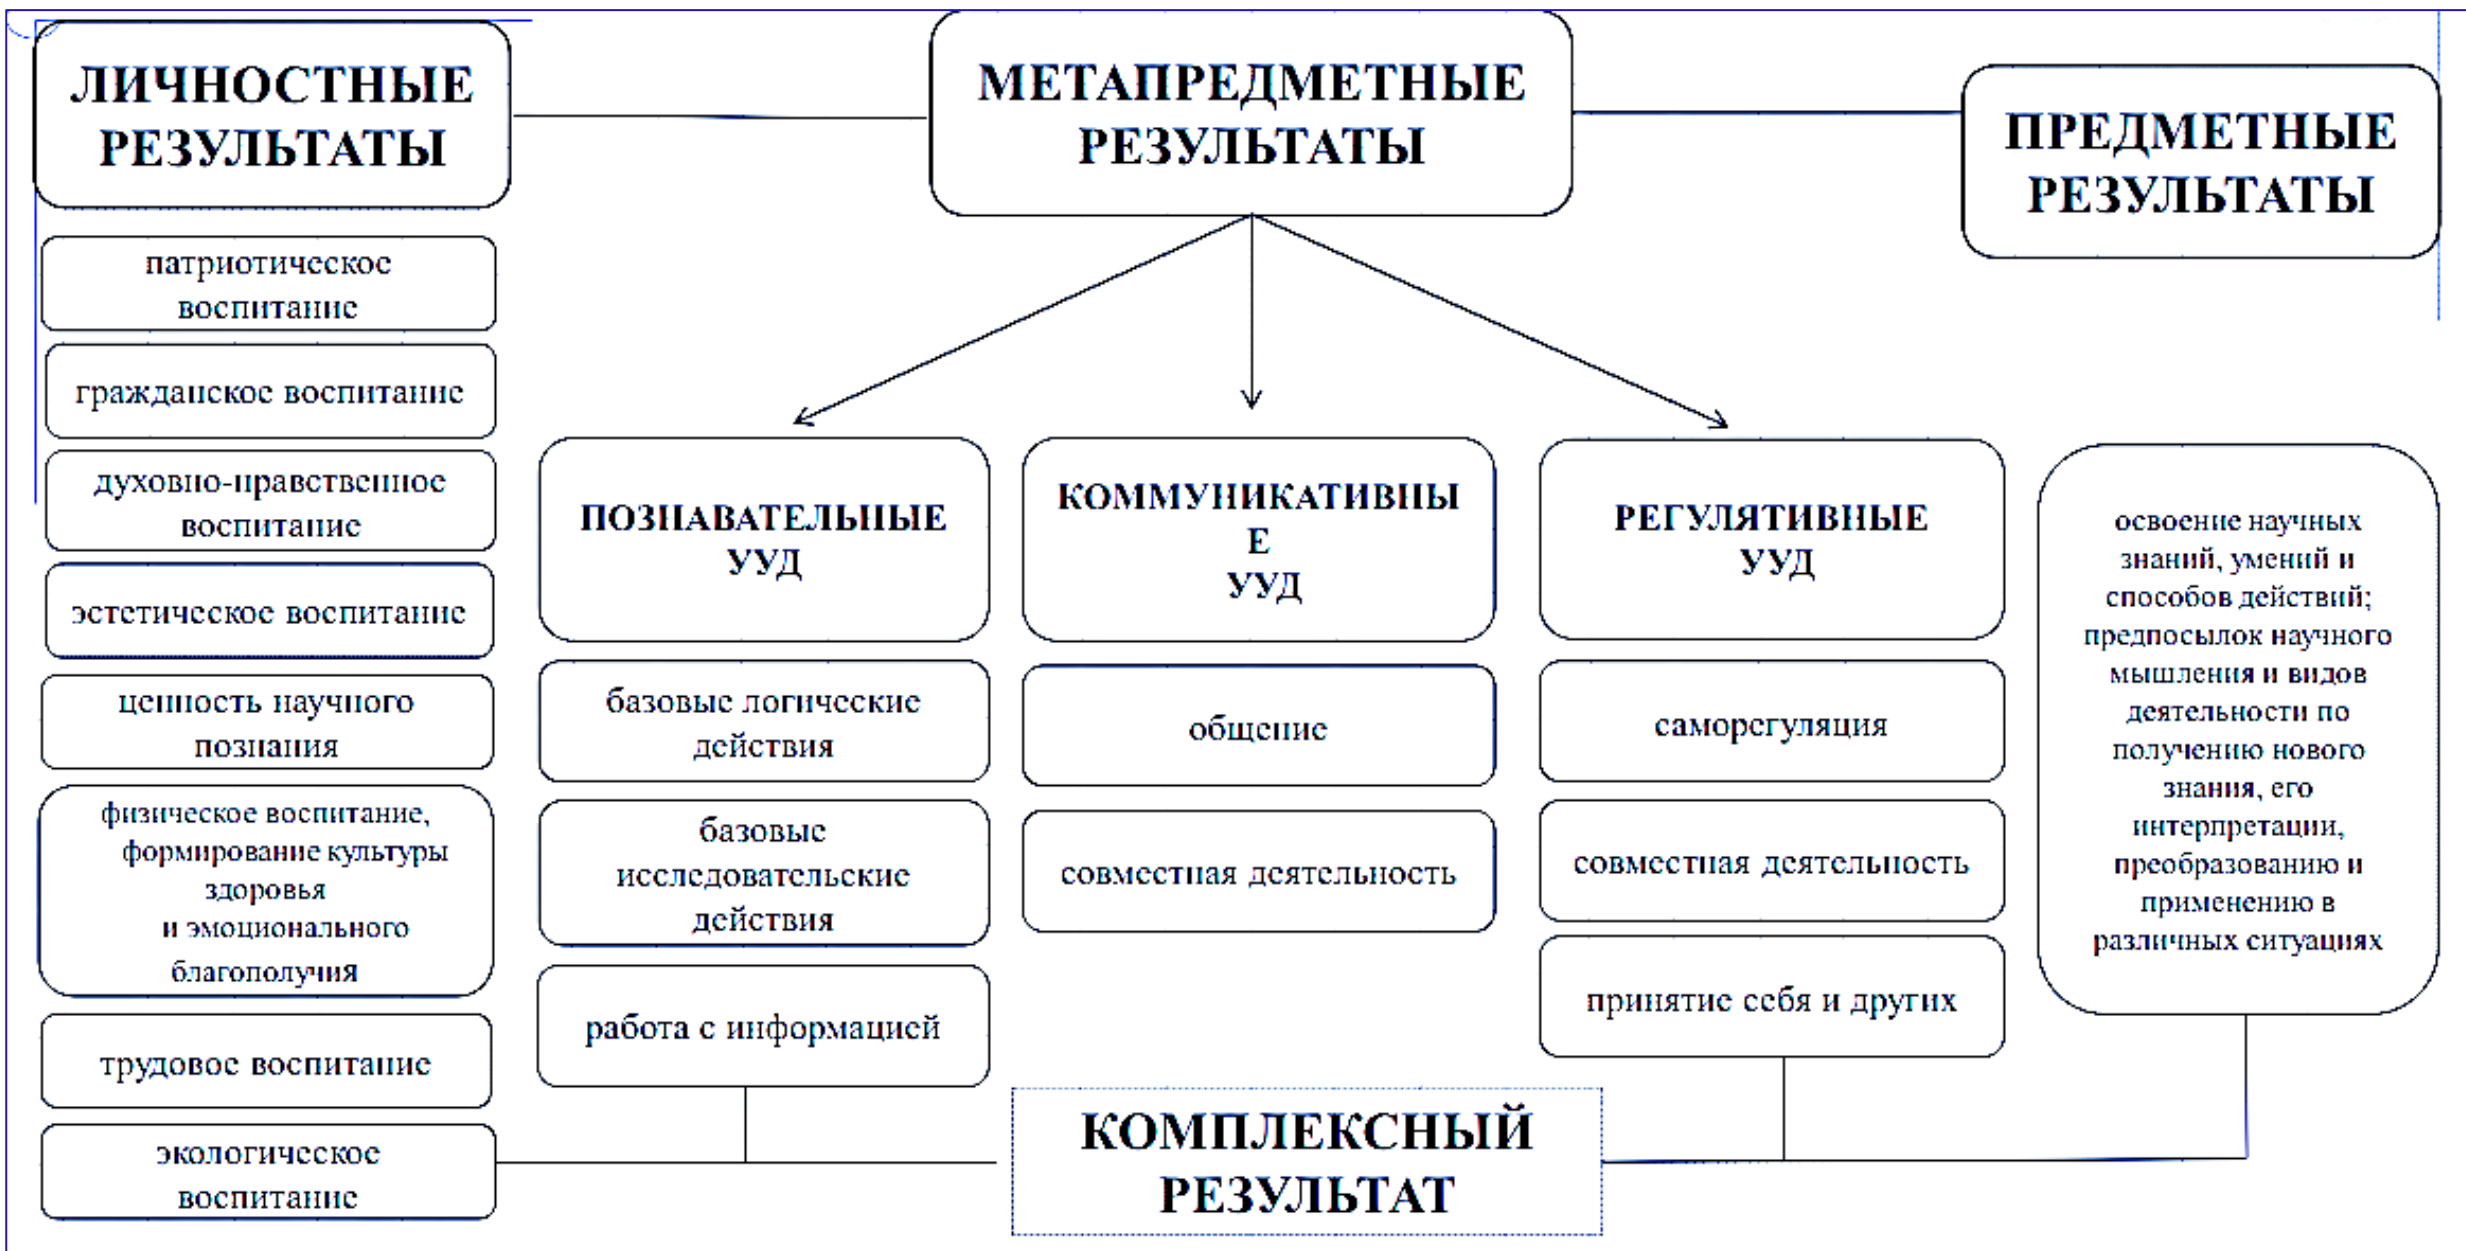 ЛИЧНОСТНЫЕ
РЕЗУЛЬТАТЫ
МЕТАПРЕДМЕТНЫЕ
РЕЗУЛЬТАТЫ
ПРЕДМЕТНЫЕ
РЕЗУЛЬТАТЫ
патриотическое
воспитание
гражданское воспитание
духовно-нравственное
воспитание
эстетическое воспитание
ценность научного
познания
физическое воспитание,
формирование культуры
здоровья
и эмоционального
благополучия
трудовое воспитание
экологическое
воспитание
ПОЗНАВАТЕЛЬНЫЕ
УУД
базовые логические
действия
базовые
исследовательские
действия
работа с информацией
КОММУНИКАТИВНЫ
Е
УУД
общение
совместная деятельность
РЕГУЛЯТИВНЫЕ
УУД
саморегуляция
совместная деятельность
принятие себя и других
освоение научных
знаний, умений и
способов действий;
предпосылок научного
мышления и видов
деятельности по
получению нового
знания, его
интерпретации,
преобразованию и
применению в
различных ситуациях
КОМПЛЕКСНЫЙ
РЕЗУЛЬТАТ